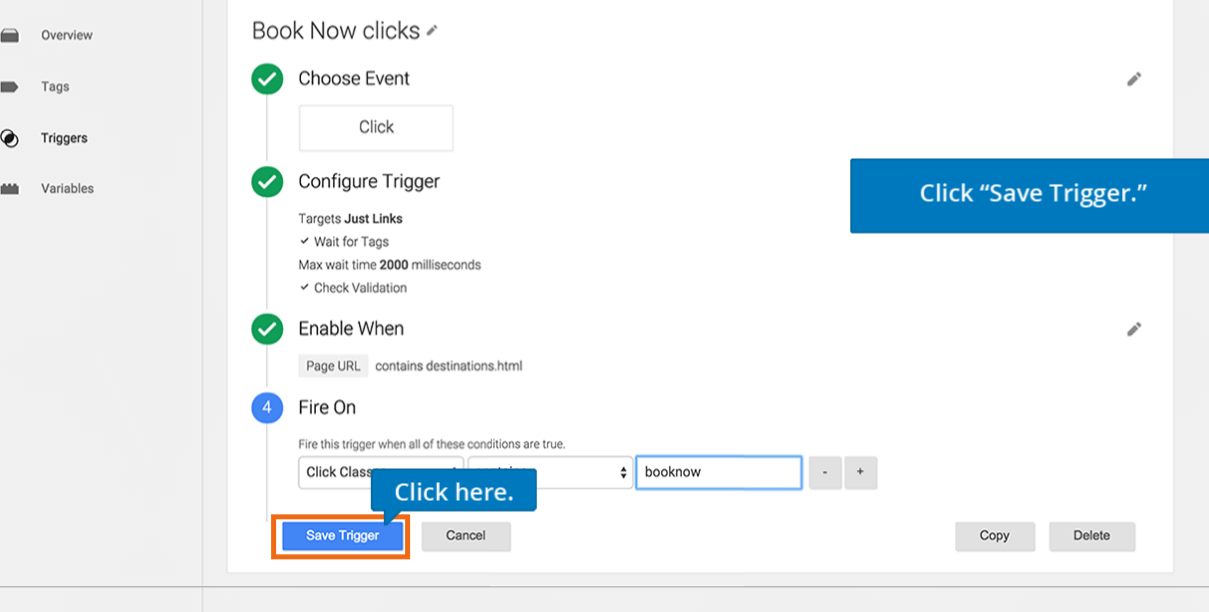 Overview
Tags
Triggers
Variables
Book Now clicks
Choose Event
Click
Configure Trigger
Targets Just Links
Wait for Tags
Max wait time 2000 milliseconds
Check Validation
Click “Save Trigger.”
Enable When
Page URL contains destinations.html
4 Fire On
Fire this trigger when all of these conditions are true.
Click booknow - +
Click here.
Save Trigger Cancel Copy Delete